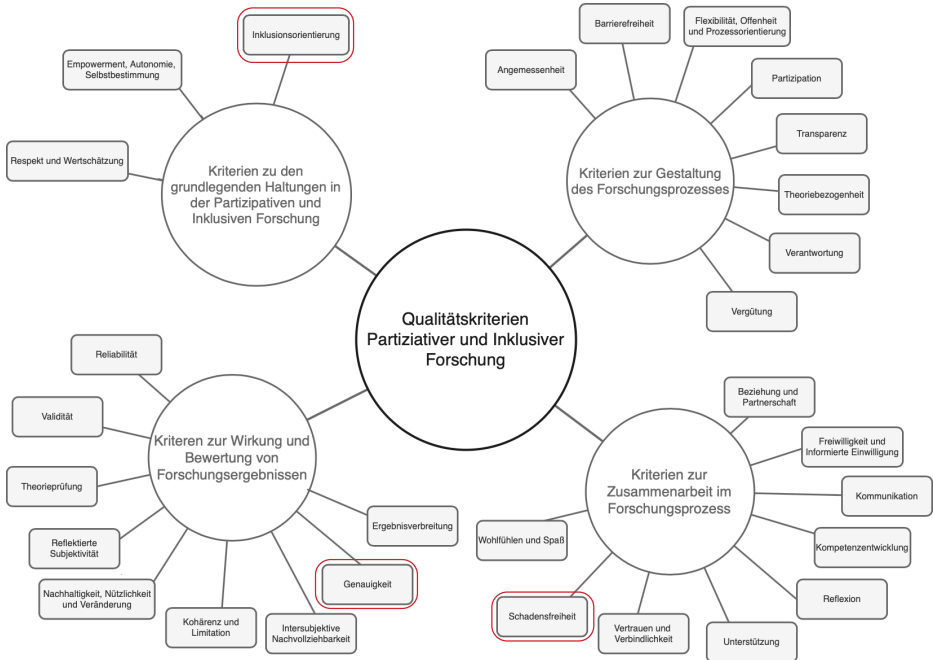 Inklusionsorientierung
Empowerment, Autonomie,
Selbstbestimmung
Respekt und Wertschätzung
Kriterien zu den
grundlegenden Haltungen in
der Partizipativen und
Inklusiven Forschung
Barrierefreiheit
Flexibilität, Offenheit
und Prozessorientierung
Angemessenheit
Partizipation
Transparenz
Theoriebezogenheit
Verantwortung
Vergütung
Kriterien zur Gestaltung
des Forschungsprozesses
Qualitätskriterien
Partiziativer und Inklusiver
Forschung
Reliabilität
Validität
Theorieprüfung
Reflektierte
Subjektivität
Nachhaltigkeit, Nützlichkeit
und Veränderung
Kohärenz und
Limitation
Intersubjektive
Nachvollziehbarkeit
Genauigkeit
Ergebnisverbreitung
Kriteren zur Wirkung und
Bewertung von
Forschungsergebnissen
Beziehung und
Partnerschaft
Freiwilligkeit und
Informierte Einwilligung
Kommunikation
Kompetenzentwicklung
Reflexion
Unterstützung
Vertrauen und
Verbindlichkeit
Schadensfreiheit
Wohlfühlen und Spaß
Kriterien zur
Zusammenarbeit im
Forschungsprozess